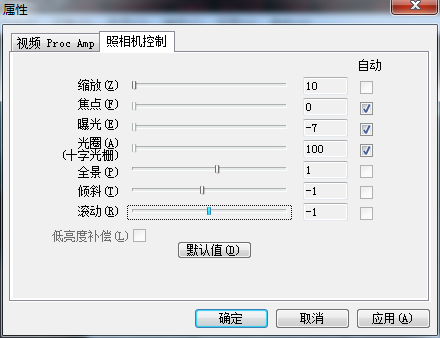 属性
视频 Proc Amp 照相机控制
自动
缩放(Z) 10
焦点(F) 0
曝光(E) -7
光圈(A) 100
(十字光栅)
全景(P) 1
倾斜(T) -1
滚动(R) -1
低亮度补偿(L)
默认值(D)
确定 取消 应用(A)